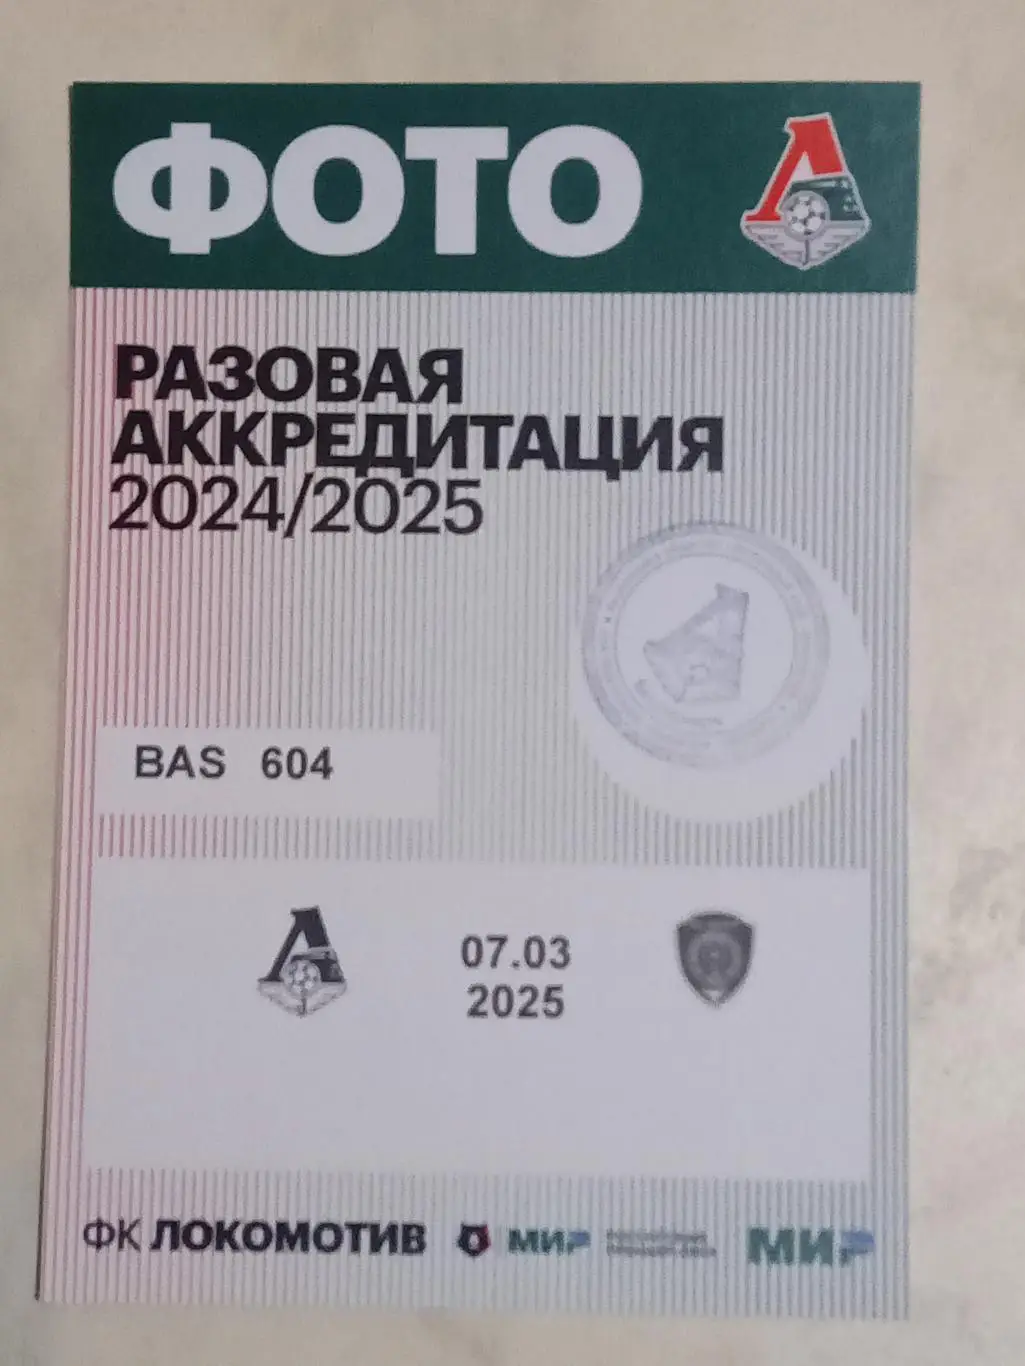 ФОТО
РАЗОВАЯ
АККРЕДИТАЦИЯ
2024/2025
BAS 604
07.03
2025
ФК ЛОКОМОТИВ МИР МИР